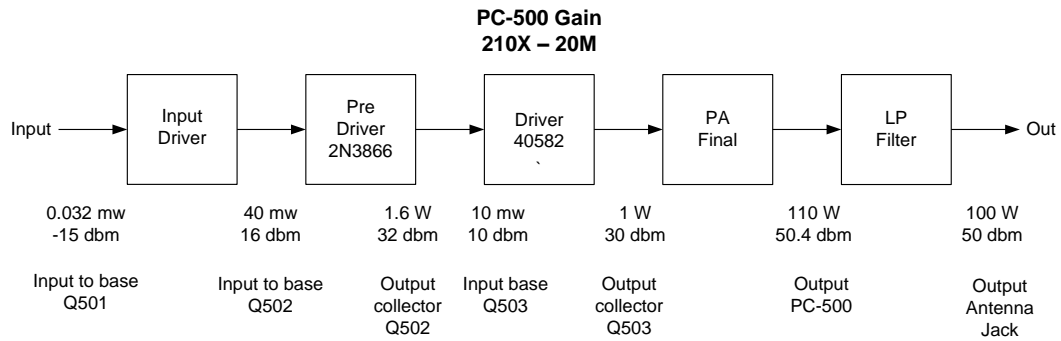 PC-500 Gain
210X – 20M
Input
Input
Driver
Pre
Driver
2N3866
Driver
40582
`
PA
Final
LP
Filter
Out
0.032 mw
-15 dbm
40 mw
16 dbm
1.6 W
32 dbm
10 mw
10 dbm
1 W
30 dbm
110 W
50.4 dbm
100 W
50 dbm
Input to base
Q501
Input to base
Q502
Output
collector
Q502
Input base
Q503
Output
collector
Q503
Output
PC-500
Output
Antenna
Jack